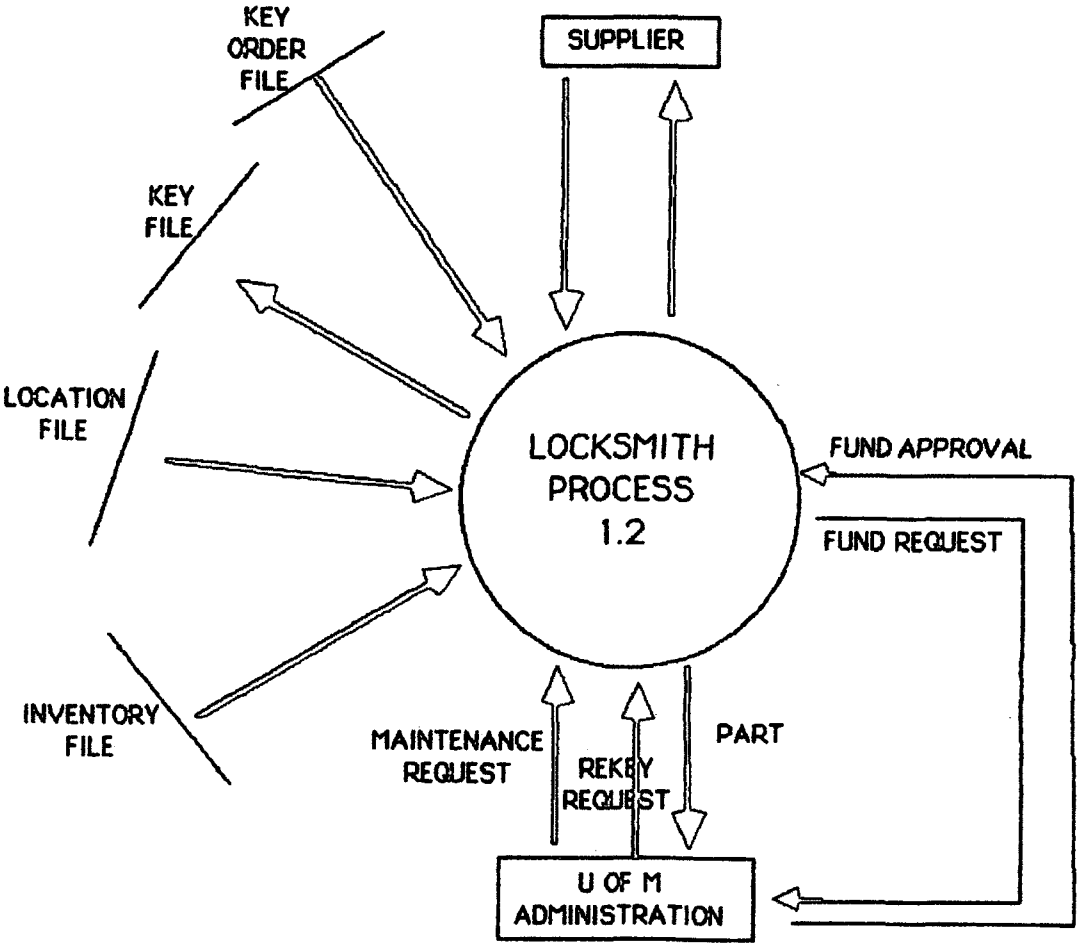 KEY
ORDER
FILE
SUPPLIER
KEY
FILE
LOCATION
FILE
LOCKSMITH
PROCESS
1.2
FUND APPROVAL
FUND REQUEST
INVENTORY
FILE
MAINTENANCE
REQUEST
REKEY
REQUEST
PART
U OF M
ADMINISTRATION